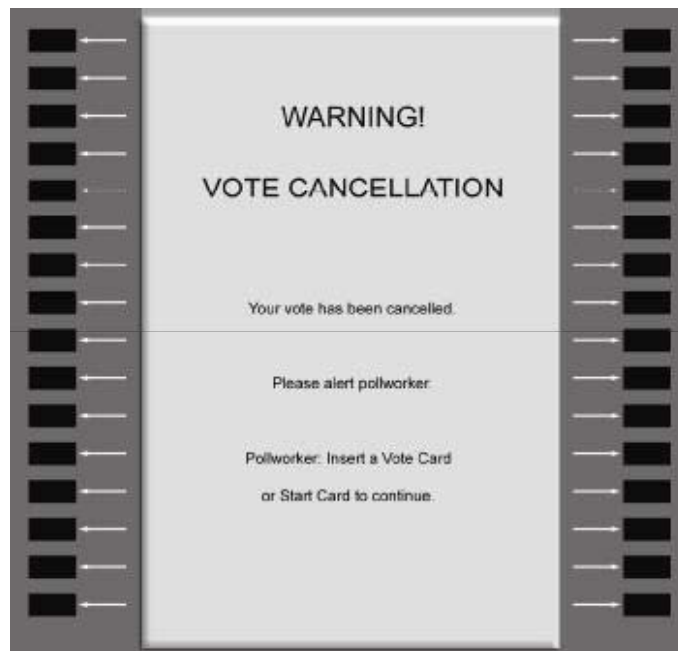 WARNING!
VOTE CANCELLATION
Your vote has been cancelled.
Please alert pollworker
Pollworker: Insert a Vote Card
or Start Card to continue.